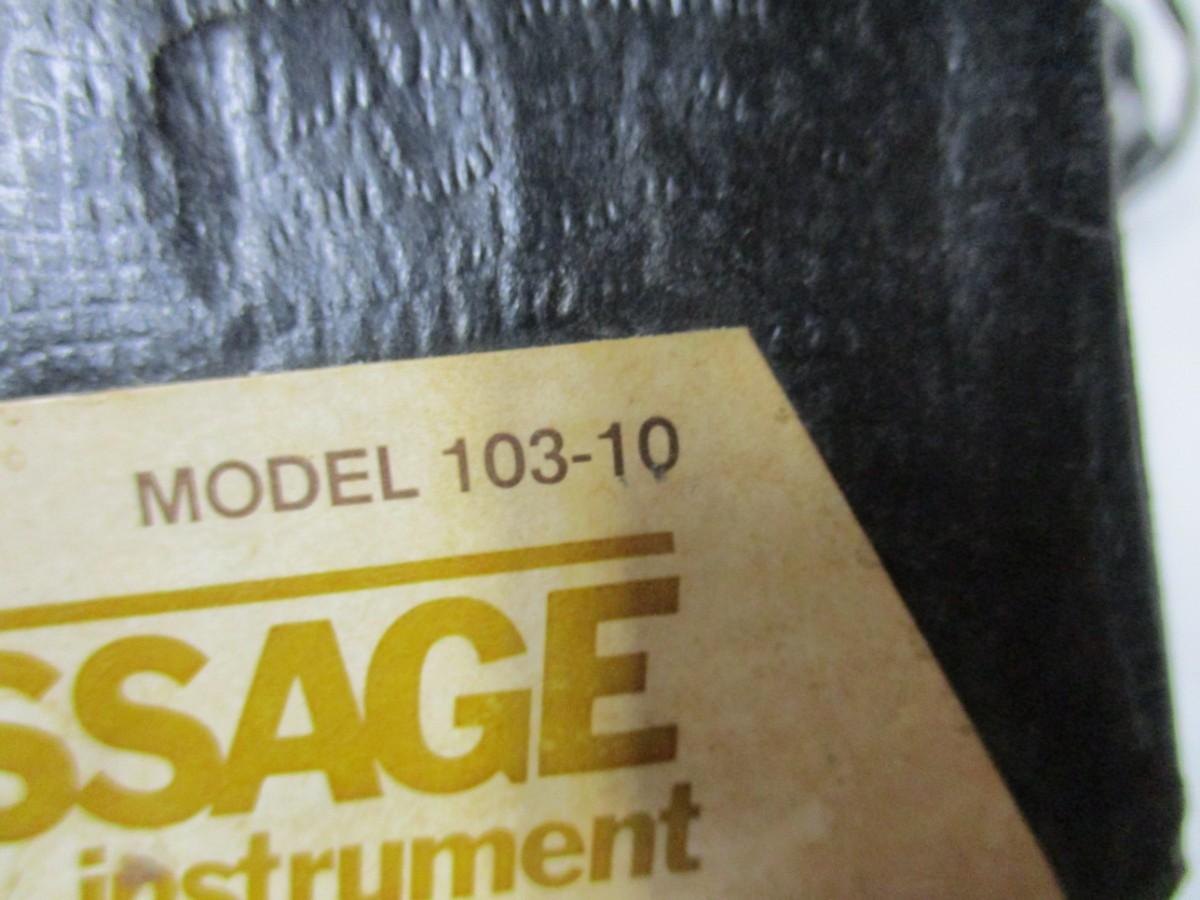 MODEL 103-10
SSAGE
instrument